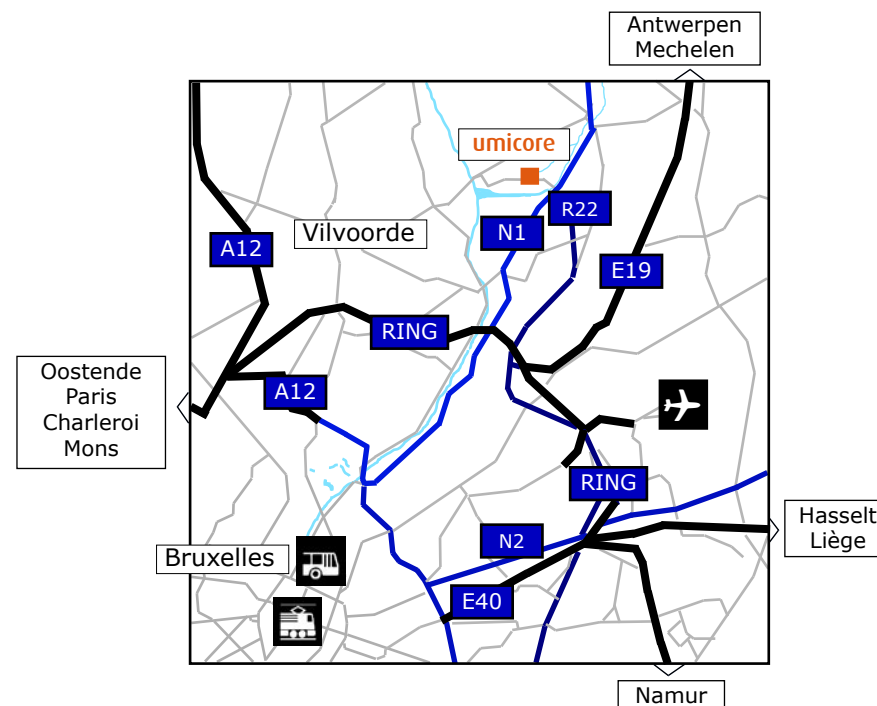 Antwerpen
Mechelen
umicore
R22
N1
Vilvoorde
A12
E19
RING
Oostende
Paris
Charleroi
Mons
A12
RING
Hasselt
Liège
N2
Bruxelles
E40
Namur